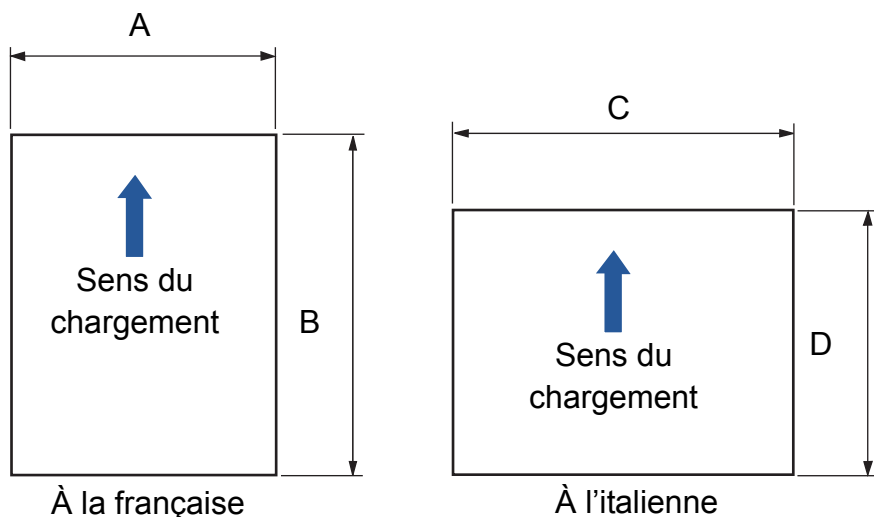 A
Sens du
chargement
B
À la française
C
Sens du
chargement
D
À l’italienne